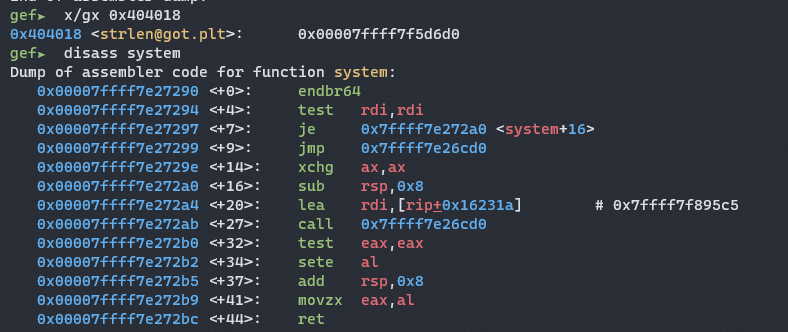 gef➤  x/gx 0x404018
0x404018 <strlen@got.plt>:      0x00007ffff7f5d6d0
gef➤  disass system
Dump of assembler code for function system:
   0x00007ffff7e27290 <+0>:     endbr64
   0x00007ffff7e27294 <+4>:     test   rdi,rdi
   0x00007ffff7e27297 <+7>:     je     0x7ffff7e272a0 <system+16>
   0x00007ffff7e27299 <+9>:     jmp    0x7ffff7e26cd0
   0x00007ffff7e2729e <+14>:    xchg   ax,ax
   0x00007ffff7e272a0 <+16>:    sub    rsp,0x8
   0x00007ffff7e272a4 <+20>:    lea    rdi,[rip+0x16231a]        # 0x7ffff7f895c5
   0x00007ffff7e272ab <+27>:    call   0x7ffff7e26cd0
   0x00007ffff7e272b0 <+32>:    test   eax,eax
   0x00007ffff7e272b2 <+34>:    sete   al
   0x00007ffff7e272b5 <+37>:    add    rsp,0x8
   0x00007ffff7e272b9 <+41>:    movzx  eax,al
   0x00007ffff7e272bc <+44>:    ret